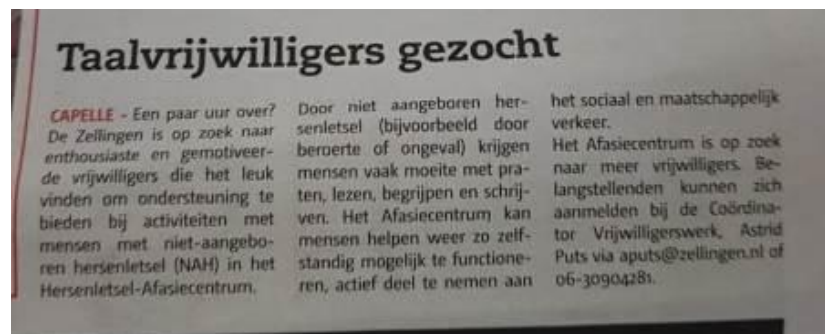 Taalvrijwilligers gezocht
CAPELLE - Een paar uur over?
De Zellingen is op zoek naar
enthousiaste en gemotiveer-
de vrijwilligers die het leuk
vinden om ondersteuning te
bieden bij activiteiten met
mensen met niet-aangebo-
ren hersenletsel (NAH) in het
Hersenletsel-Afasiecentrum.
Door niet aangeboren her-
senletsel (bijvoorbeeld door
beroerte of ongeval) krijgen
mensen vaak moeite met pra-
ten, lezen, begrijpen en schrij-
ven. Het Afasiecentrum kan
mensen helpen weer zo zelf-
standig mogelijk te functione-
ren, actief deel te nemen aan
het sociaal en maatschappelijk
verkeer.
Het Afasiecentrum is op zoek
naar meer vrijwilligers. Be-
langstellenden kunnen zich
aanmelden bij de Coördina-
tor Vrijwilligerswerk, Astrid
Puts via aputs@zellingen.nl of
06-30904281.